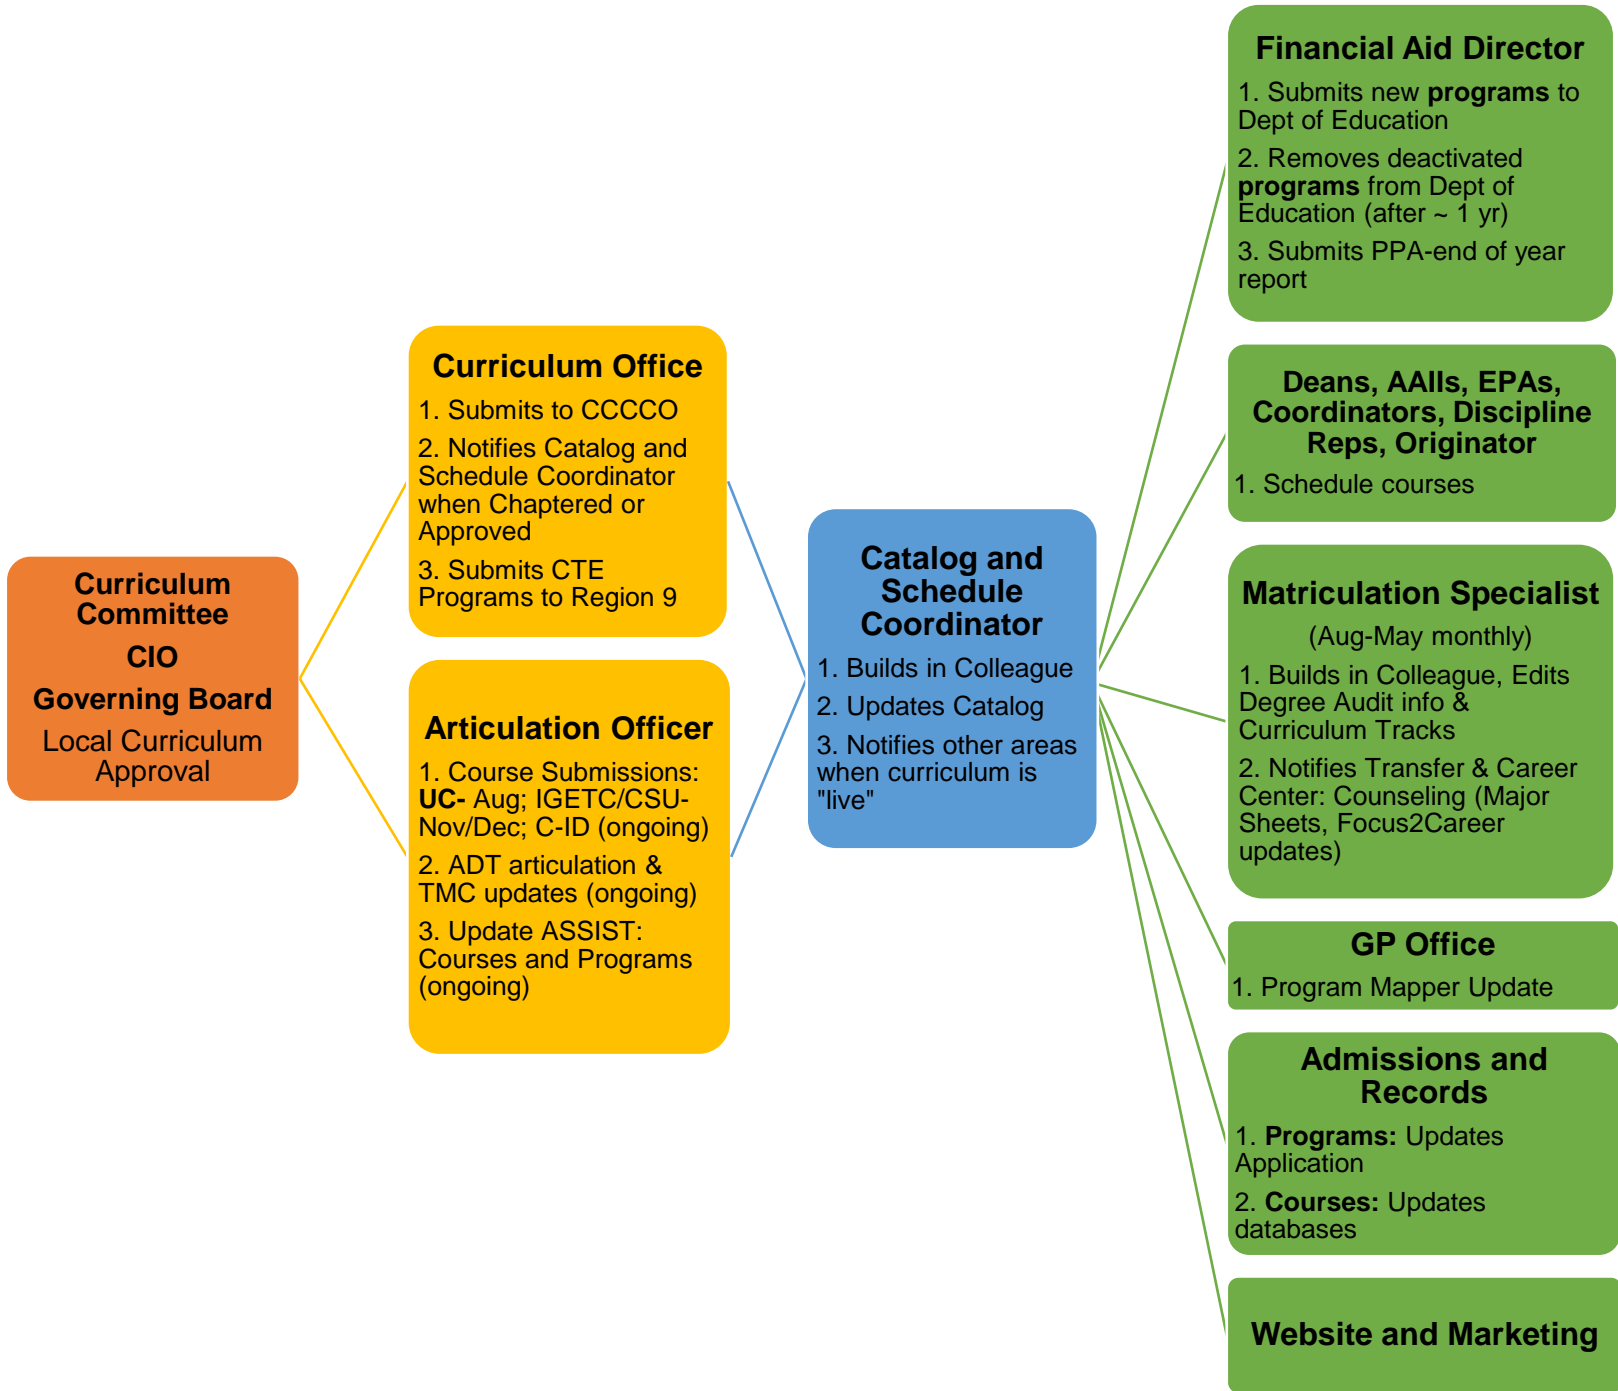 Curriculum
Committee
CIO
Governing Board
Local Curriculum
Approval
Curriculum Office
1. Submits to CCCCO
2. Notifies Catalog and
Schedule Coordinator
when Chaptered or
Approved
3. Submits CTE
Programs to Region 9
Articulation Officer
1. Course Submissions:
UC- Aug; IGETC/CSU-
Nov/Dec; C-ID (ongoing)
2. ADT articulation &
TMC updates (ongoing)
3. Update ASSIST:
Courses and Programs
(ongoing)
Catalog and
Schedule
Coordinator
1. Builds in Colleague
2. Updates Catalog
3. Notifies other areas
when curriculum is
"live"
Financial Aid Director
1. Submits new programs to
Dept of Education
2. Removes deactivated
programs from Dept of
Education (after ~ 1 yr)
3. Submits PPA-end of year
report
Deans, AAIIs, EPAs,
Coordinators, Discipline
Reps, Originator
1. Schedule courses
Matriculation Specialist
(Aug-May monthly)
1. Builds in Colleague, Edits
Degree Audit info &
Curriculum Tracks
2. Notifies Transfer & Career
Center: Counseling (Major
Sheets, Focus2Career
updates)
GP Office
1. Program Mapper Update
Admissions and
Records
1. Programs: Updates
Application
2. Courses: Updates
databases
Website and Marketing